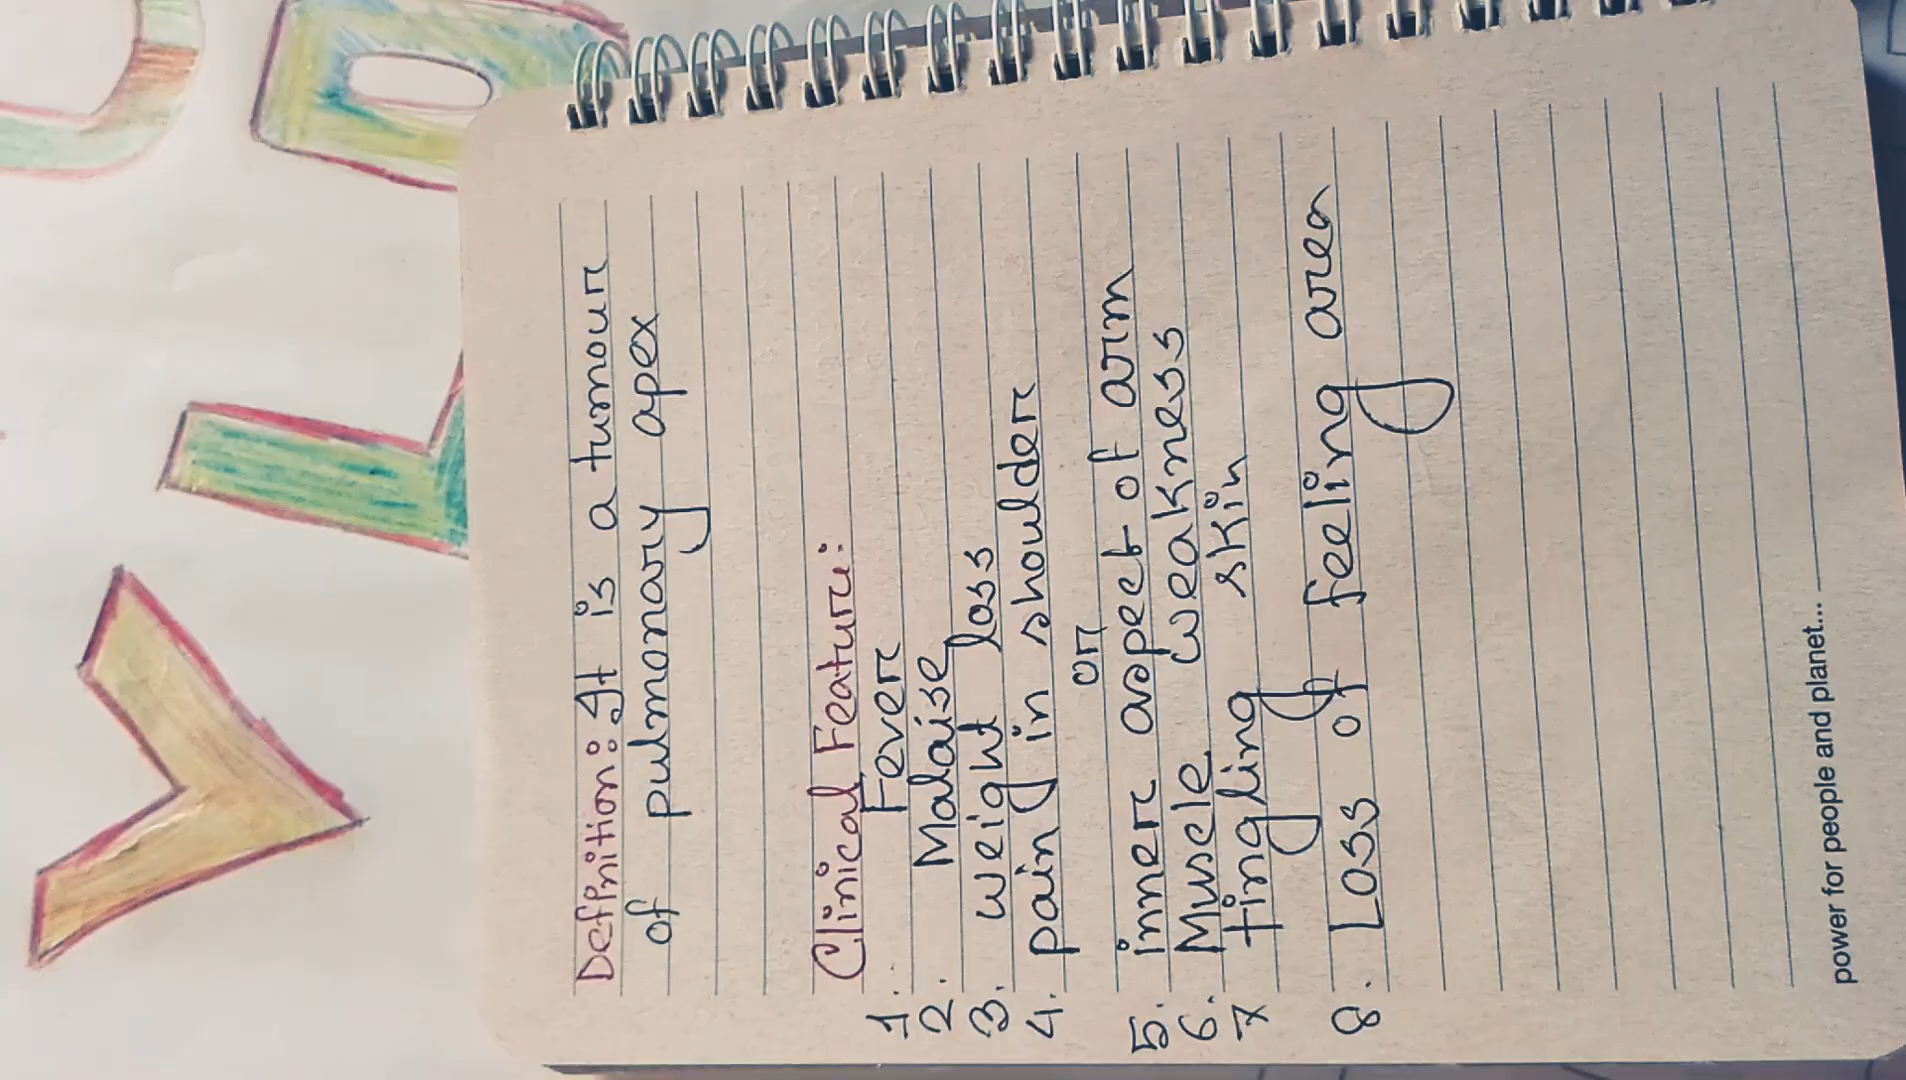 Definition: It is a tumour
of pulmonary apex
Clinical Feature:
1. Fever
2. Malaise
3. weight loss
4. pain in shoulder
or
5. inner aspect of arm
6. Muscle weakness
7 tingling skin
8. Loss of feeling area
power for people and planet...